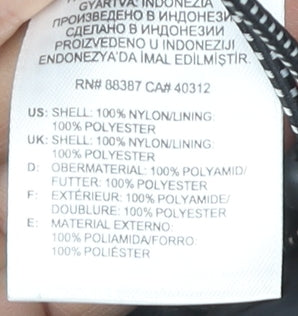 GYÁRTVA: INDONÉZIA
ПРОИЗВЕДЕНО В ИНДОНЕЗИ
СДЕЛАНО В ИНДОНЕЗИИ
PROIZVEDENO U INDONEZIJI
ENDONEZYA'DA İMAL EDİLMİŞTİR.
RN# 88387 CA# 40312
US: SHELL: 100% NYLON/LINING:
100% POLYESTER
UK: SHELL: 100% NYLON/LINING:
100% POLYESTER
D: OBERMATERIAL: 100% POLYAMID/
FUTTER: 100% POLYESTER
F: EXTÉRIEUR: 100% POLYAMIDE/
DOUBLURE: 100% POLYESTER
E: MATERIAL EXTERNO:
100% POLIAMIDA/FORRO:
100% POLIÉSTER